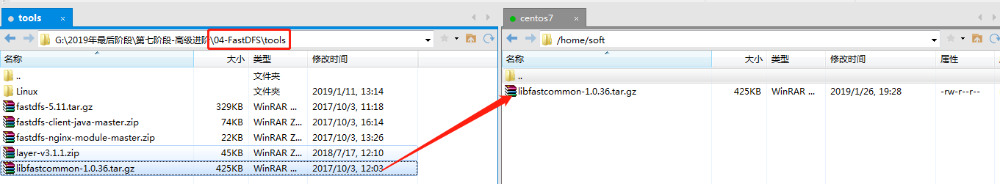 tools ×
G:\2019年最后阶段\第七阶段-高级进阶\04-FastDFS\tools
名称 大小 类型 修改时间
.. 文件夹
Linux 文件夹 2019/1/11, 13:14
fastdfs-5.11.tar.gz 329KB WinRAR ... 2017/10/3, 11:18
fastdfs-client-java-master.zip 74KB WinRAR Z... 2017/10/3, 16:14
fastdfs-nginx-module-master.zip 22KB WinRAR Z... 2017/10/3, 13:26
layer-v3.1.1.zip 45KB WinRAR Z... 2018/7/17, 12:10
libfastcommon-1.0.36.tar.gz 425KB WinRAR ... 2017/10/3, 12:03
centos7 ×
/home/soft
名称 大小 类型 修改时间 属性
..
libfastcommon-1.0.36.tar.gz 425KB WinRAR ... 2019/1/26, 19:28 -rw-r--r--